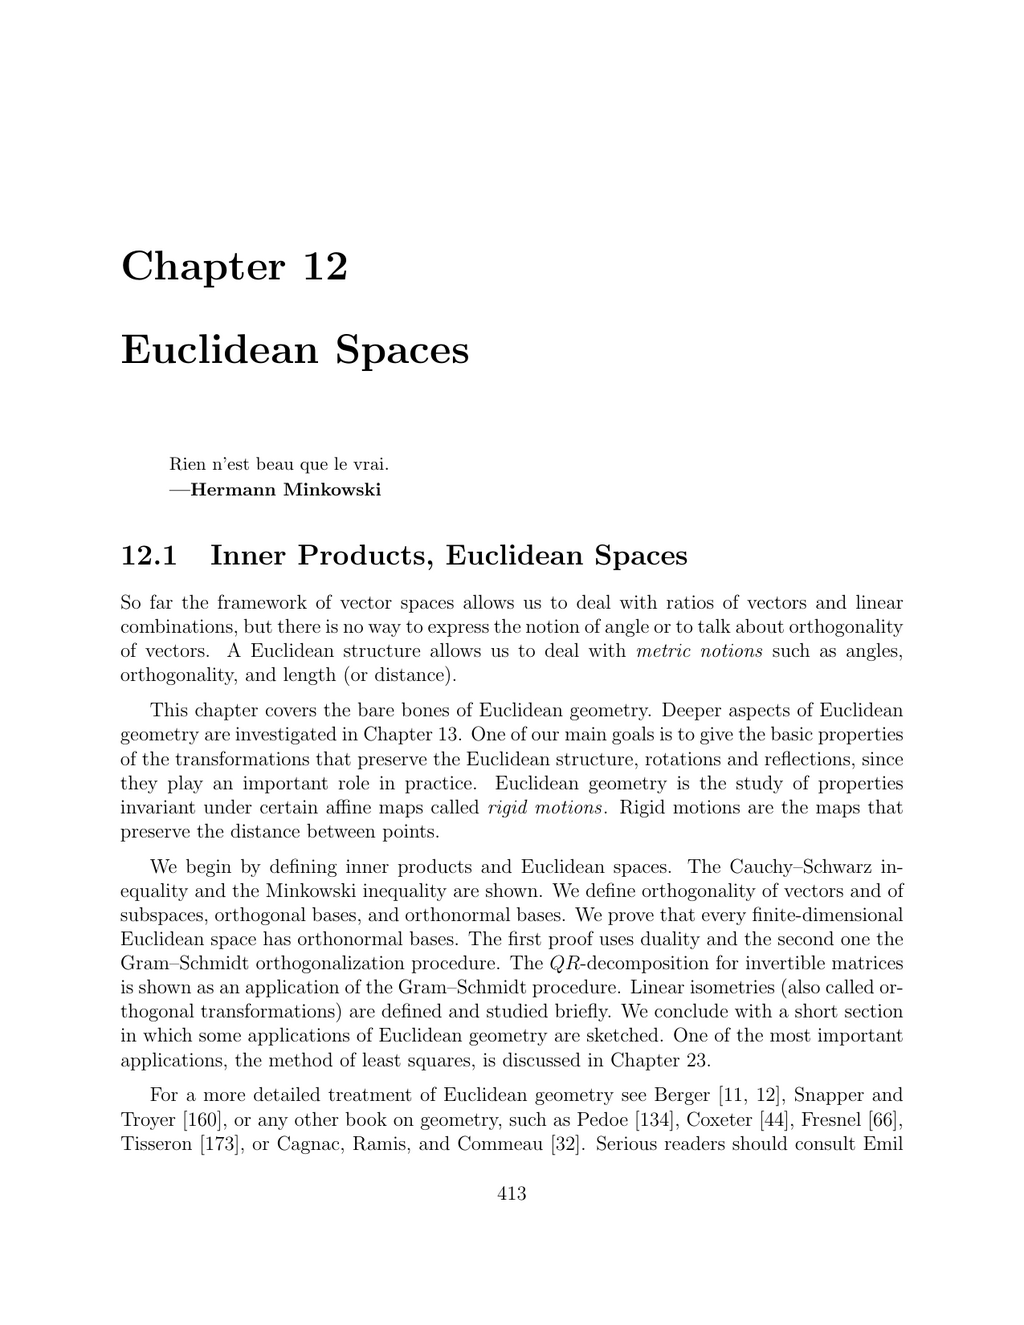 Chapter 12
Euclidean Spaces
Rien n'est beau que le vrai.
—Hermann Minkowski
12.1 Inner Products, Euclidean Spaces
So far the framework of vector spaces allows us to deal with ratios of vectors and linear
combinations, but there is no way to express the notion of angle or to talk about orthogonality
of vectors. A Euclidean structure allows us to deal with metric notions such as angles,
orthogonality, and length (or distance).
This chapter covers the bare bones of Euclidean geometry. Deeper aspects of Euclidean
geometry are investigated in Chapter 13. One of our main goals is to give the basic properties
of the transformations that preserve the Euclidean structure, rotations and reflections, since
they play an important role in practice. Euclidean geometry is the study of properties
invariant under certain affine maps called rigid motions. Rigid motions are the maps that
preserve the distance between points.
We begin by defining inner products and Euclidean spaces. The Cauchy–Schwarz in-
equality and the Minkowski inequality are shown. We define orthogonality of vectors and of
subspaces, orthogonal bases, and orthonormal bases. We prove that every finite-dimensional
Euclidean space has orthonormal bases. The first proof uses duality and the second one the
Gram–Schmidt orthogonalization procedure. The QR-decomposition for invertible matrices
is shown as an application of the Gram–Schmidt procedure. Linear isometries (also called or-
thogonal transformations) are defined and studied briefly. We conclude with a short section
in which some applications of Euclidean geometry are sketched. One of the most important
applications, the method of least squares, is discussed in Chapter 23.
For a more detailed treatment of Euclidean geometry see Berger [11, 12], Snapper and
Troyer [160], or any other book on geometry, such as Pedoe [134], Coxeter [44], Fresnel [66],
Tisseron [173], or Cagnac, Ramis, and Commeau [32]. Serious readers should consult Emil
413